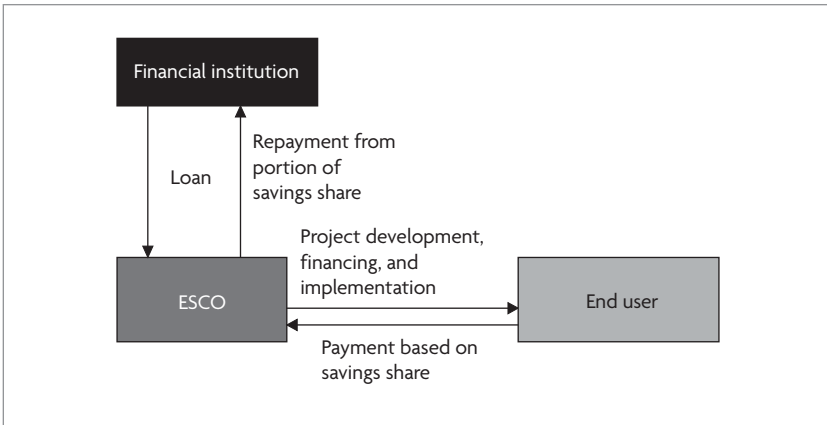 Financial institution
Loan
Repayment from
portion of
savings share
Project development,
financing, and
implementation
ESCO
End user
Payment based on
savings share